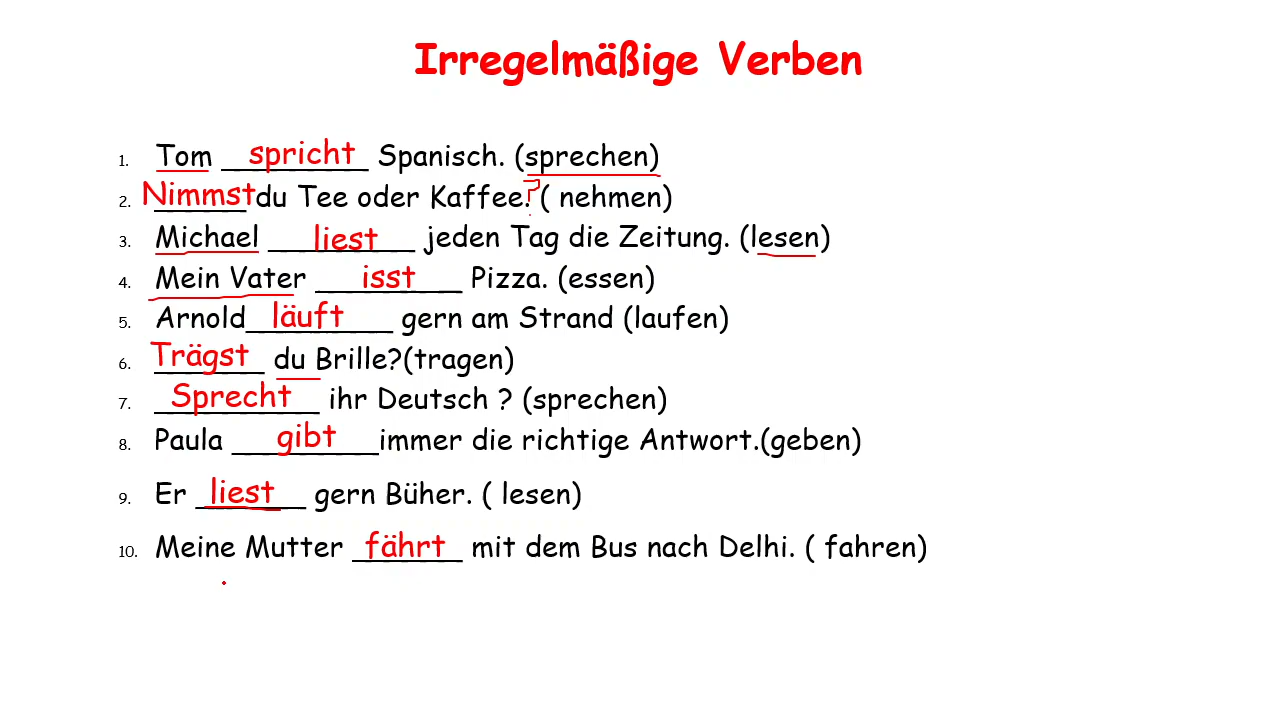 Irregelmäßige Verben
1. Tom spricht Spanisch. (sprechen)
2. Nimmst du Tee oder Kaffee? ( nehmen)
3. Michael liest jeden Tag die Zeitung. (lesen)
4. Mein Vater isst Pizza. (essen)
5. Arnold läuft gern am Strand (laufen)
6. Trägst du Brille?(tragen)
7. Sprecht ihr Deutsch ? (sprechen)
8. Paula gibt immer die richtige Antwort.(geben)
9. Er liest gern Büher. ( lesen)
10. Meine Mutter fährt mit dem Bus nach Delhi. ( fahren)